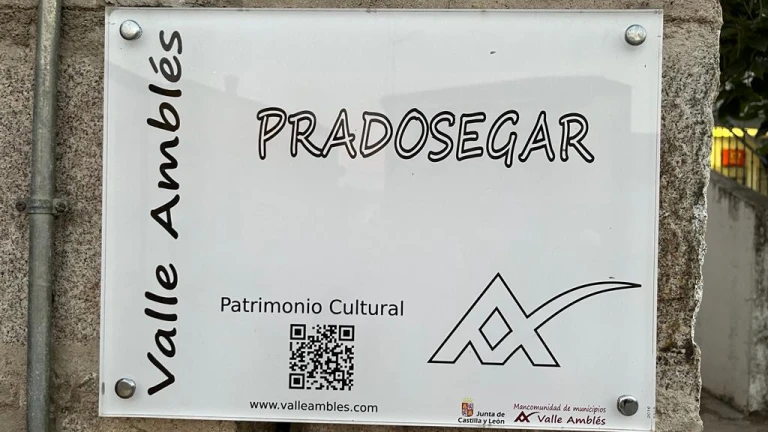 Valle Amblés
PRADOSEGAR
Patrimonio Cultural
www.valleambles.com
Junta de
Castilla y León
Mancomunidad de municipios
Valle Amblés